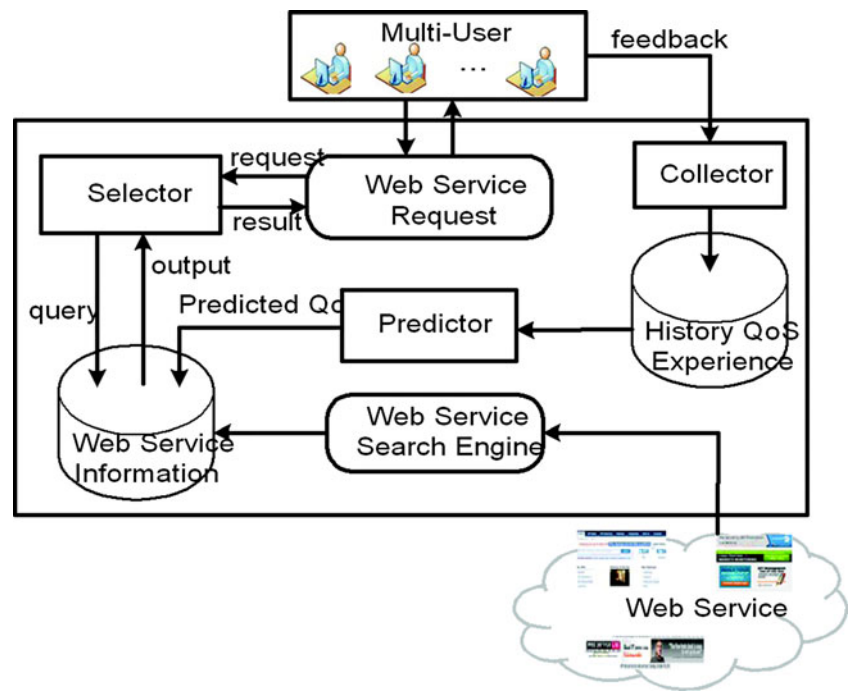 Multi-User
...
feedback
request
Selector
Web Service
Request
Collector
result
output
query
Predicted Qo
Predictor
History QoS
Experience
Web Service
Search Engine
Web Service
Information
Web Service